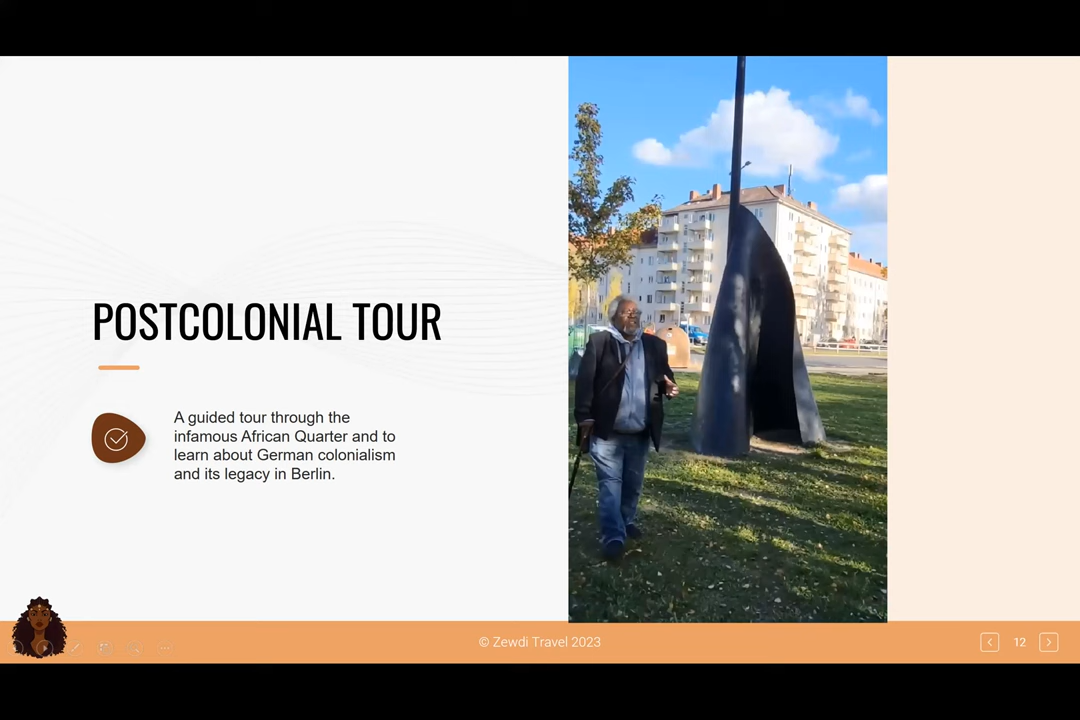 POSTCOLONIAL TOUR
A guided tour through the
infamous African Quarter and to
learn about German colonialism
and its legacy in Berlin.
© Zewdi Travel 2023
12